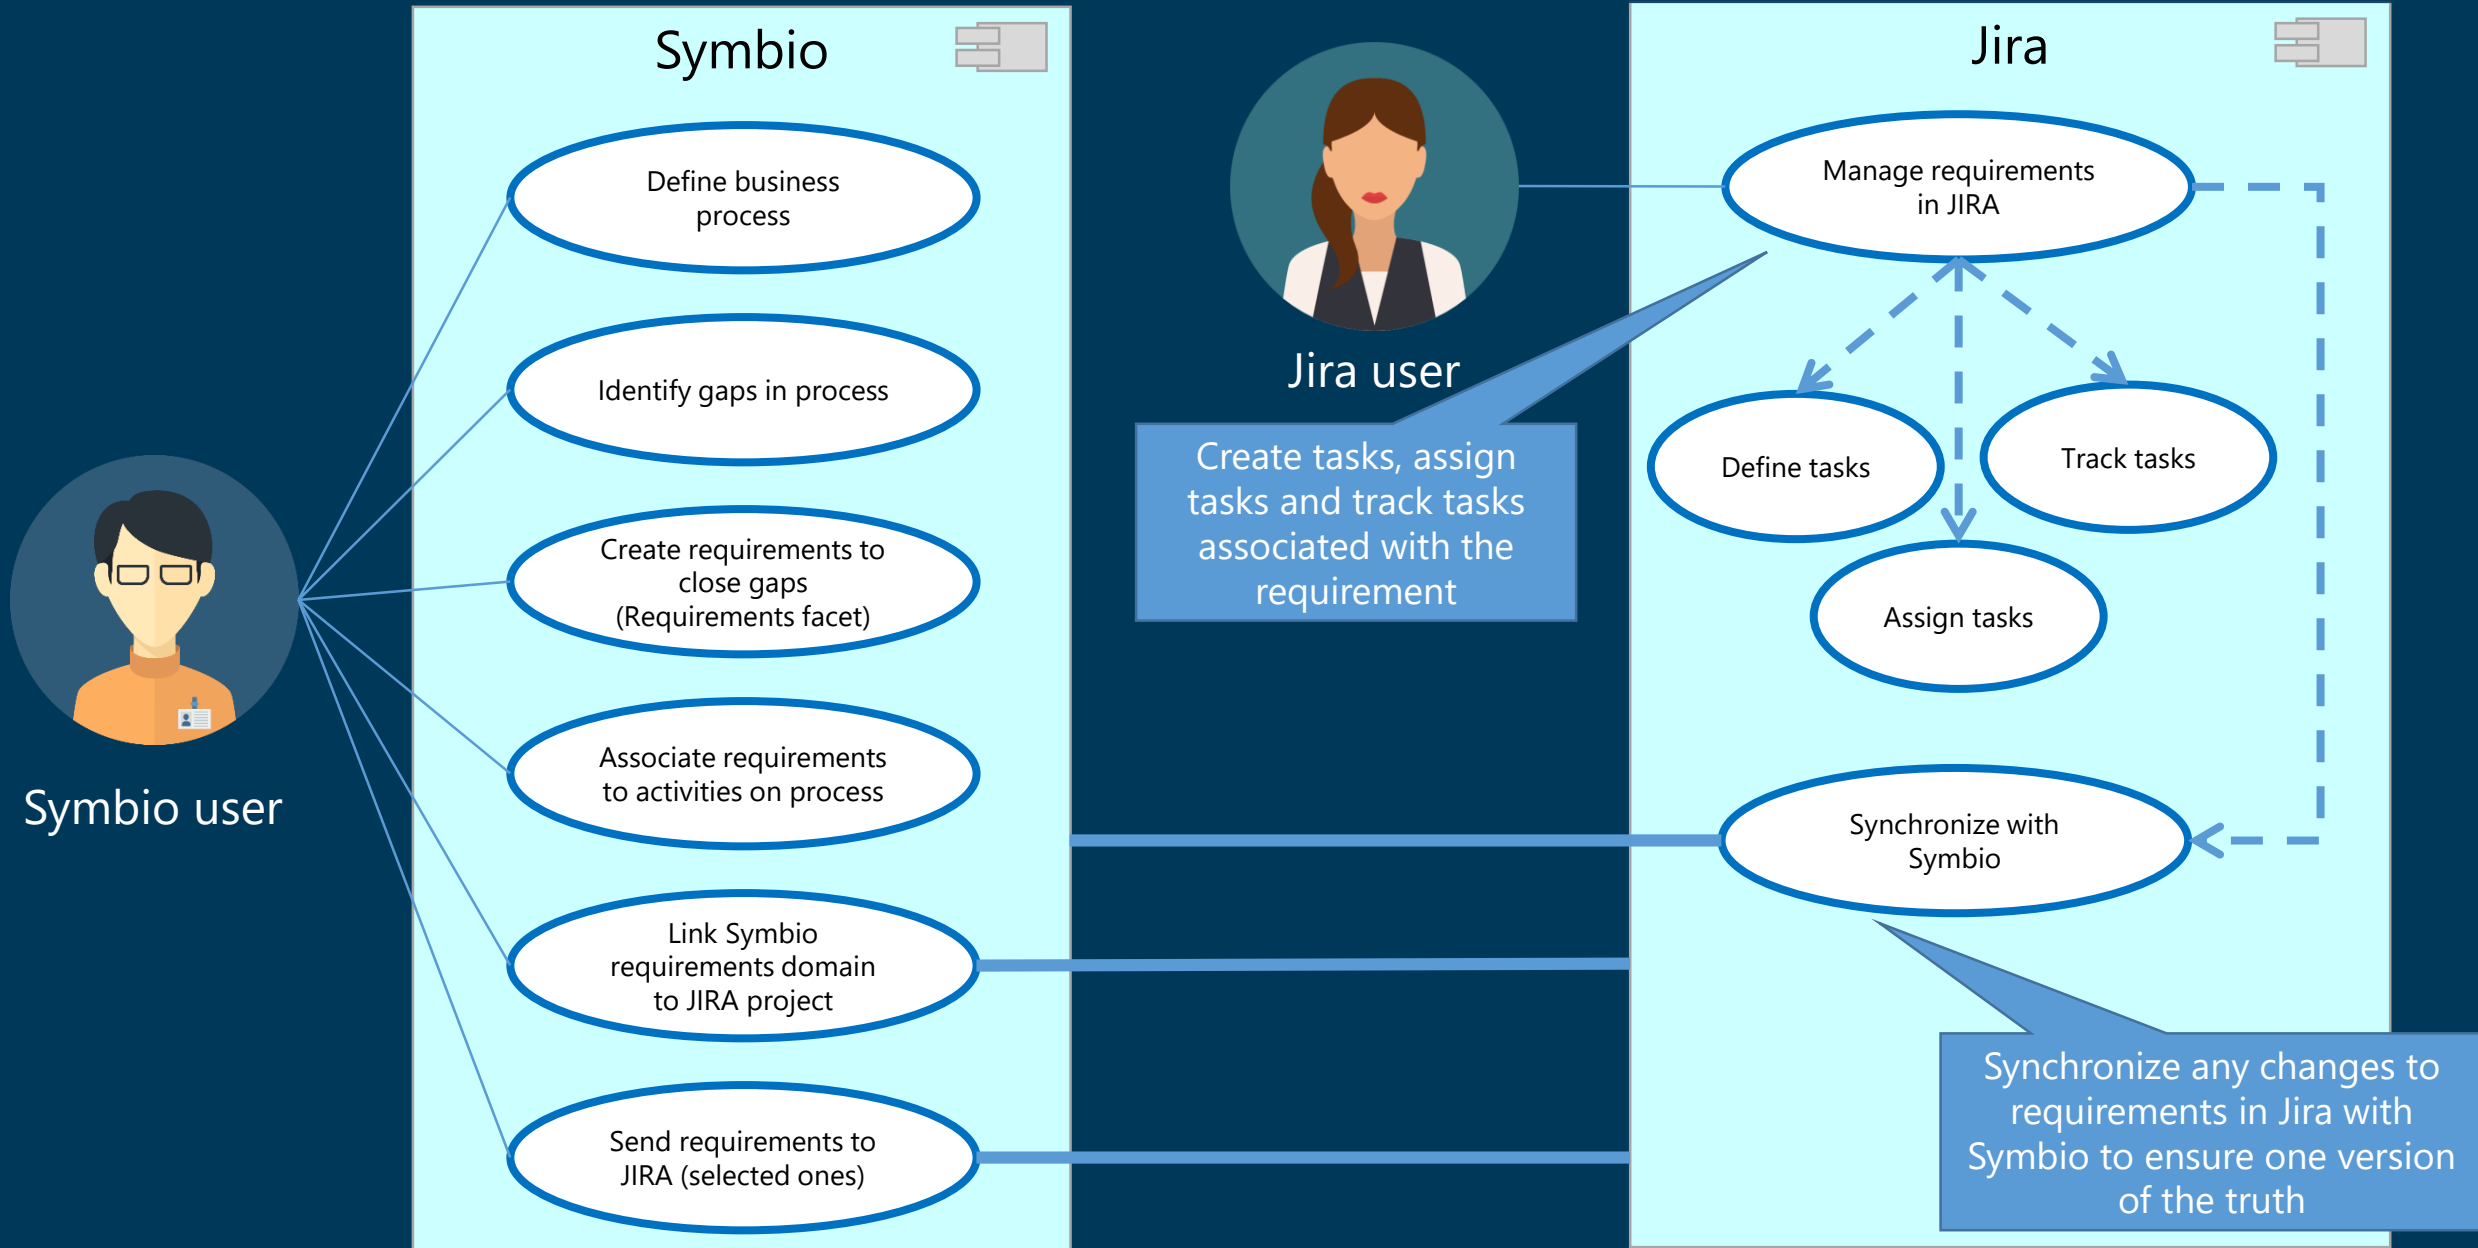 Symbio
Define business
process
Identify gaps in process
Create requirements to
close gaps
(Requirements facet)
Associate requirements
to activities on process
Link Symbio
requirements domain
to JIRA project
Send requirements to
JIRA (selected ones)
Symbio user
Jira user
Create tasks, assign
tasks and track tasks
associated with the
requirement
Jira
Manage requirements
in JIRA
Define tasks
Track tasks
Assign tasks
Synchronize with
Symbio
Synchronize any changes to
requirements in Jira with
Symbio to ensure one version
of the truth